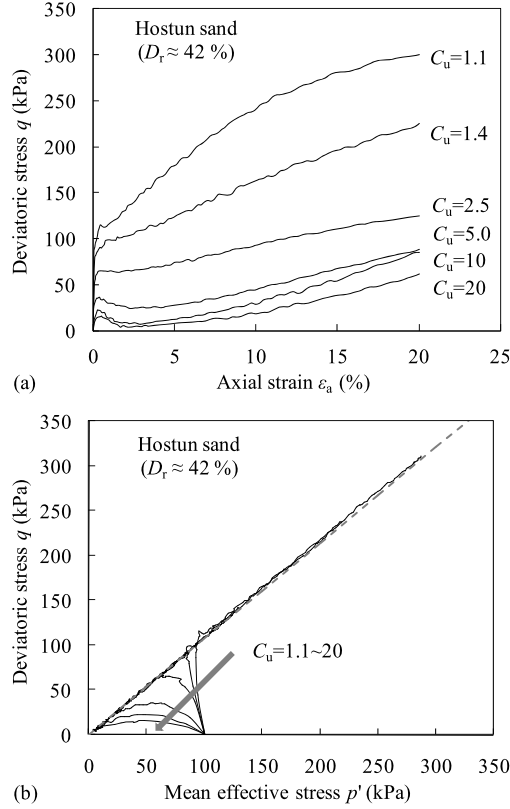 350
300
250
200
150
100
50
0
Deviatoric stress q (kPa)
Hostun sand
(Dr ≈ 42 %)
Cu=1.1
Cu=1.4
Cu=2.5
Cu=5.0
Cu=10
Cu=20
0 5 10 15 20 25
(a) Axial strain εa (%)
350
300
250
200
150
100
50
0
Deviatoric stress q (kPa)
Hostun sand
(Dr ≈ 42 %)
Cu=1.1~20
0 50 100 150 200 250 300 350
(b) Mean effective stress p' (kPa)